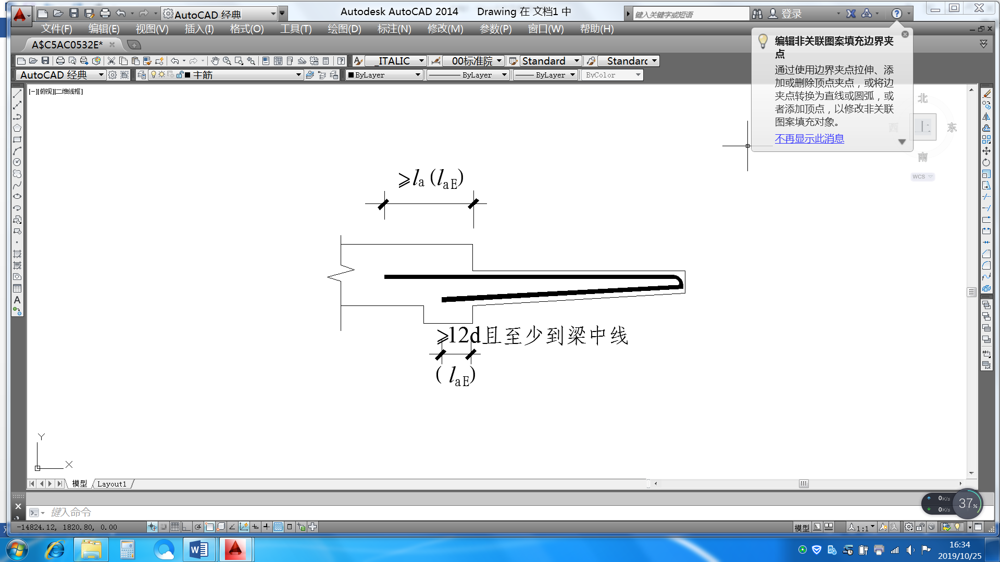 AutoCAD 经典
Autodesk AutoCAD 2014 Drawing 在 文档1 中
键入关键字或短语
登录
文件(F) 编辑(E) 视图(V) 插入(I) 格式(O) 工具(T) 绘图(D) 标注(N) 修改(M) 参数(P) 窗口(W) 帮助(H)
A$C5AC0532E*
_ITALIC 00标准院 Standard Standarc
AutoCAD 经典 主筋 ByLayer ByLayer ByLayer ByColor
[-][俯视][二维线框]
编辑非关联图案填充边界夹
点
通过使用边界夹点拉伸、添
加或删除顶点夹点，或将边
夹点转换为直线或圆弧，或
者添加顶点，以修改非关联
图案填充对象。
不再显示此消息
北
西 上 东
南
WCS
≥la (laE)
≥12d且至少到梁中线
( laE)
Y
X
模型 Layout1
键入命令
0K/s
0K/s
37%
-14824.12, 1820.80, 0.00
模型 1:1
16:34
2019/10/25